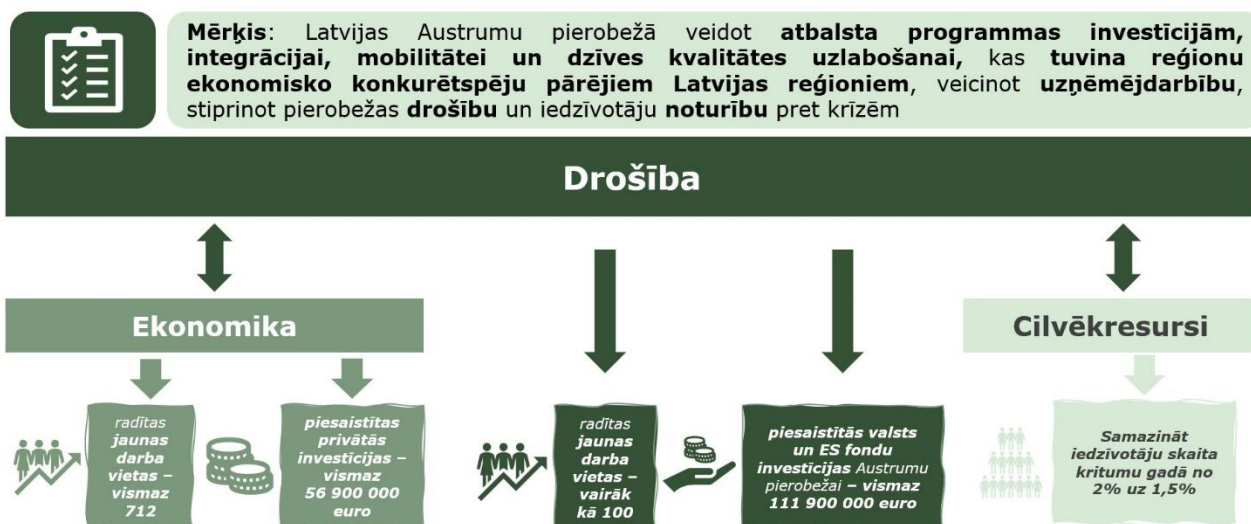 Mērķis: Latvijas Austrumu pierobežā veidot atbalsta programmas investīcijām,
integrācijai, mobilitātei un dzīves kvalitātes uzlabošanai, kas tuvina reģionu
ekonomisko konkurētspēju pārējiem Latvijas reģioniem, veicinot uzņēmējdarbību,
stiprinot pierobežas drošību un iedzīvotāju noturību pret krīzēm
Drošība
Ekonomika
Cilvēkresursi
radītas
jaunas
darba
vietas –
vismaz
712
piesaistītas
privātās
investīcijas –
vismaz
56 900 000
euro
radītas
jaunas
darba
vietas –
vairāk
kā 100
piesaistītās valsts
un ES fondu
investīcijas Austrumu
pierobežai – vismaz
111 900 000 euro
Samazināt
iedzīvotāju skaita
kritumu gadā no
2% uz 1,5%